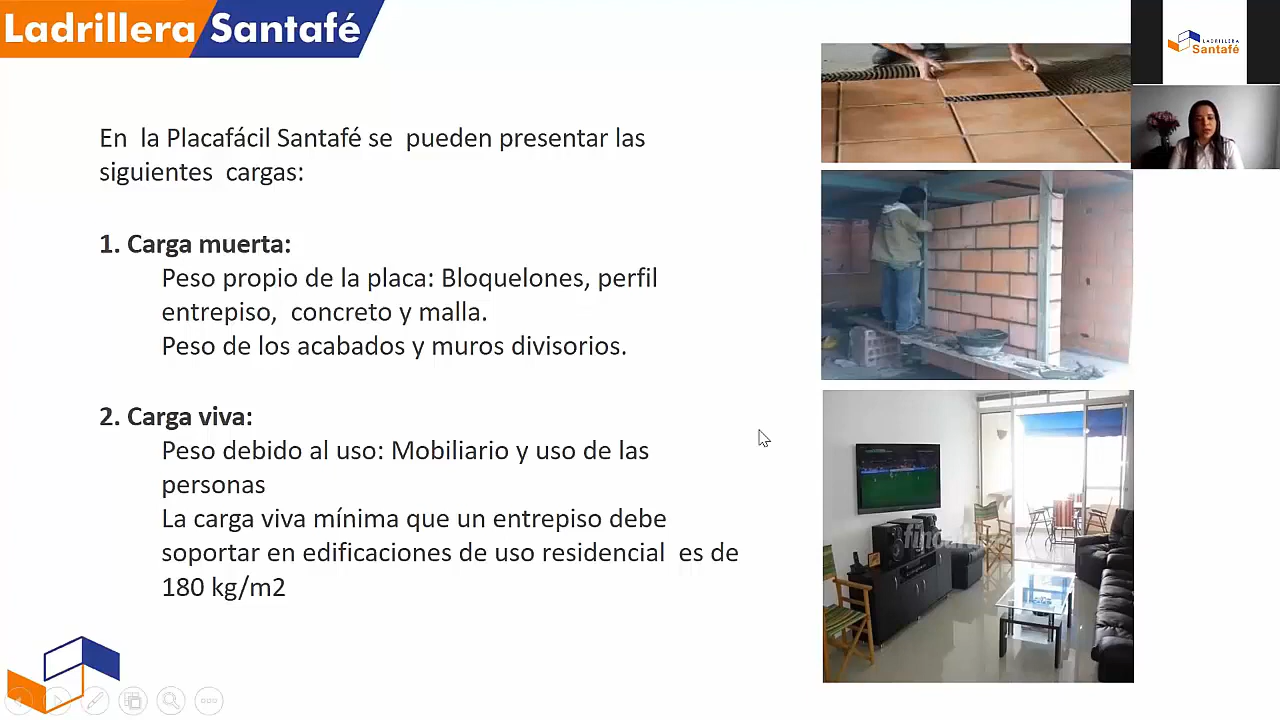 Ladrillera Santafé
LADRILLERA
Santafé
En la Placafácil Santafé se pueden presentar las
siguientes cargas:
1. Carga muerta:
Peso propio de la placa: Bloquelones, perfil
entrepiso, concreto y malla.
Peso de los acabados y muros divisorios.
2. Carga viva:
Peso debido al uso: Mobiliario y uso de las
personas
La carga viva mínima que un entrepiso debe
soportar en edificaciones de uso residencial es de
180 kg/m2